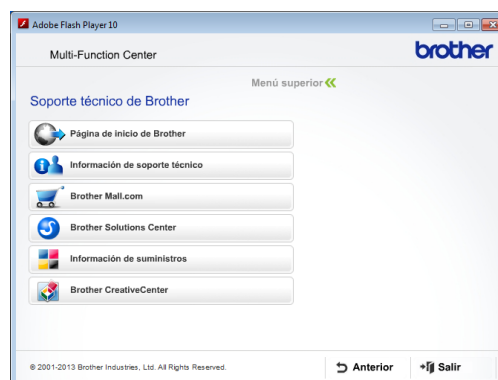 Adobe Flash Player 10
Multi-Function Center
brother
Menú superior
Soporte técnico de Brother
Página de inicio de Brother
Información de soporte técnico
Brother Mall.com
Brother Solutions Center
Información de suministros
Brother CreativeCenter
© 2001-2013 Brother Industries, Ltd. All Rights Reserved.
Anterior
Salir